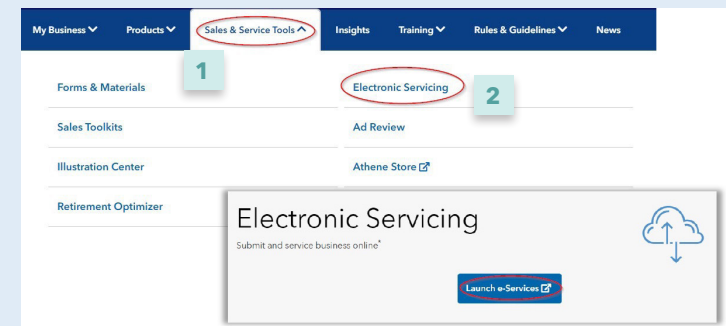 My Business Products Sales & Service Tools Insights Training Rules & Guidelines News
1
Forms & Materials Electronic Servicing
2
Sales Toolkits Ad Review
Illustration Center Athene Store
Retirement Optimizer
Electronic Servicing
Submit and service business online*
Launch e-Services